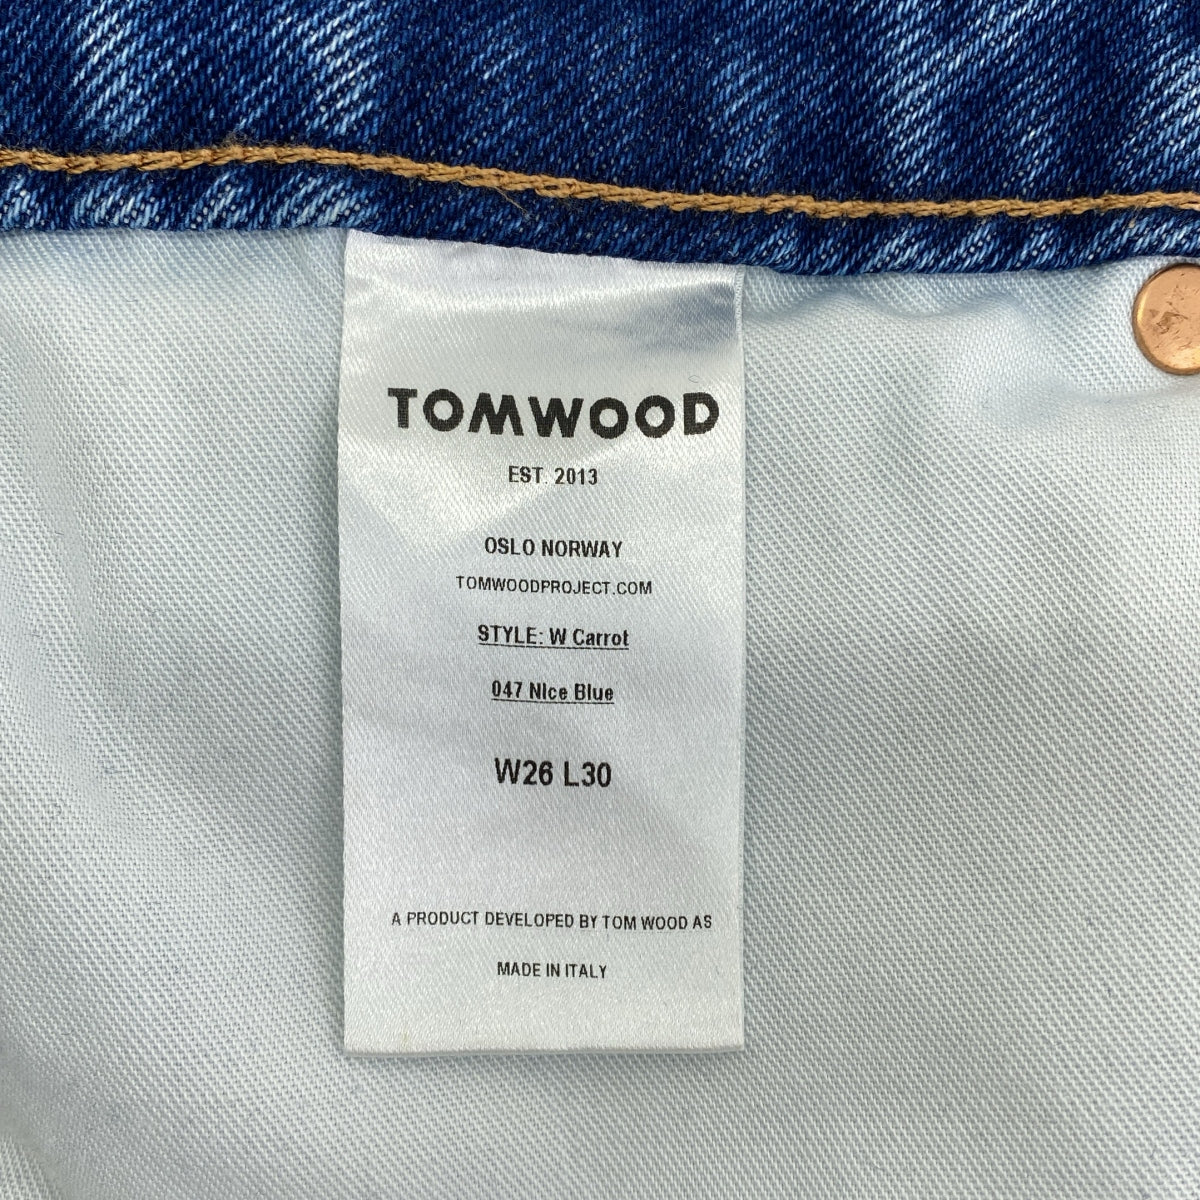 TOMWOOD
EST. 2013
OSLO NORWAY
TOMWOODPROJECT.COM
STYLE: W Carrot
047 NIce Blue
W26 L30
A PRODUCT DEVELOPED BY TOM WOOD AS
MADE IN ITALY